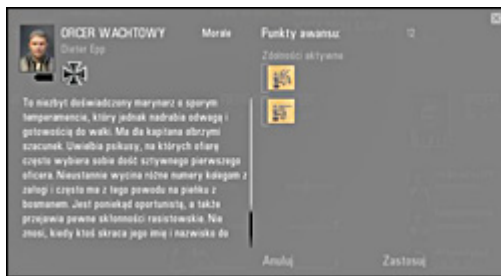 OFICER WACHTOWY
Morale
Dieter Epp
To niezbyt doświadczony marynarz o sporym
temperamencie, który jednak nadrabia odwagą i
gotowością do walki. Ma dla kapitana olbrzymi
szacunek. Uwielbia psikusy, na których ofiarę
często wybiera sobie dość sztywnego pierwszego
oficera. Nieustannie wycina różne numery kolegom z
załogi i często ma z tego powodu na pieńku z
bosmanem. Jest poniekąd oportunistą, a także
przejawia pewne skłonności rasistowskie. Nie
znosi, kiedy ktoś skraca jego imię i nazwisko do
Punkty awansu:
12
Zdolności aktywne
Anuluj
Zastosuj